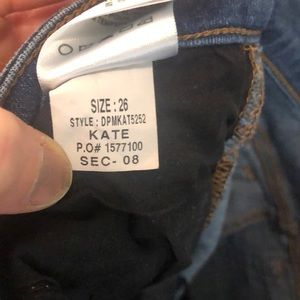 SIZE : 26
STYLE : DPMKAT5252
KATE
P.O# 1577100
SEC- 08